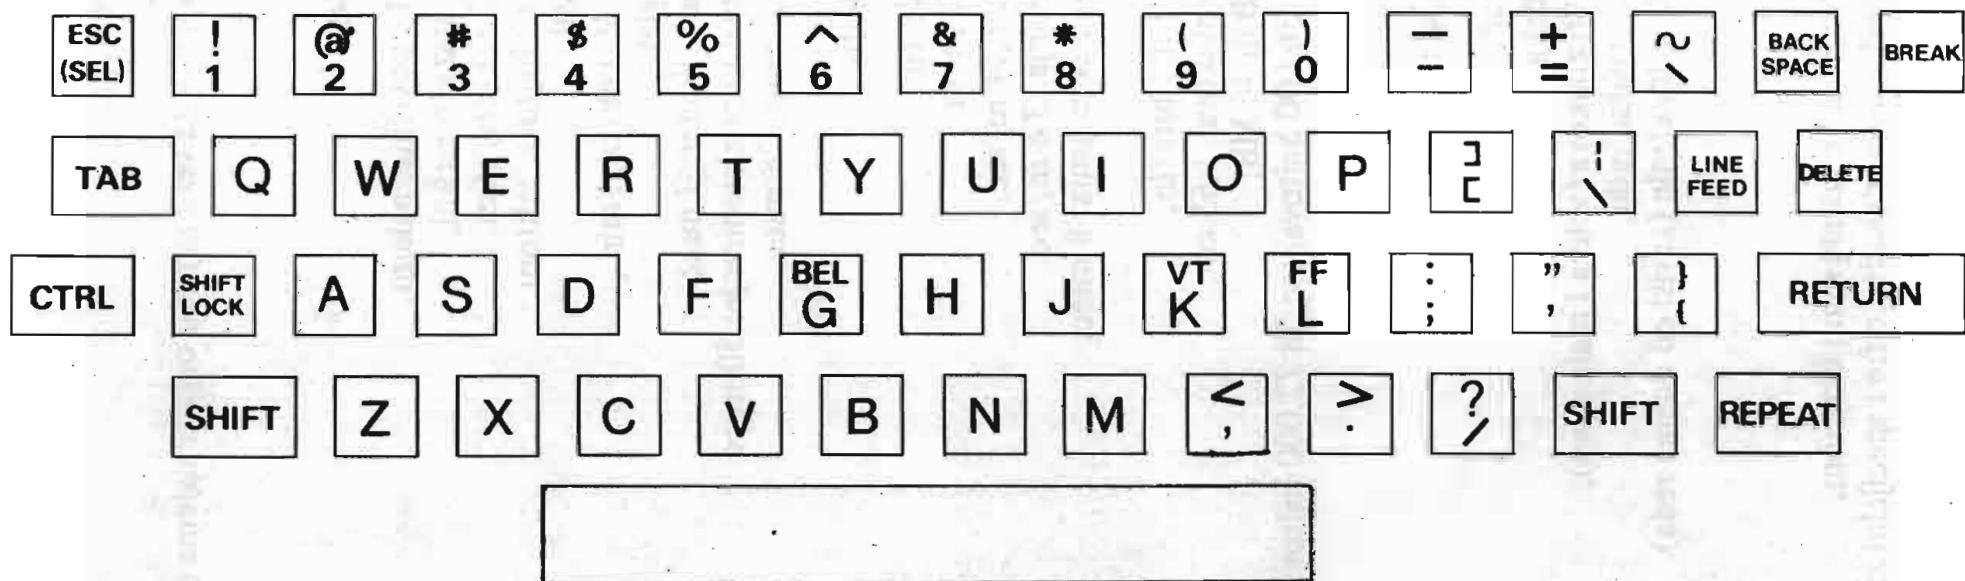 ESC ! @ # $ % ^ & * ( ) — + ~ BACK BREAK
(SEL) 1 2 3 4 5 6 7 8 9 0 - = \ SPACE
TAB Q W E R T Y U I O P ] ¦ LINE DELETE
[ \ FEED
CTRL SHIFT A S D F BEL H J VT FF : " } RETURN
LOCK G K L ; ' {
SHIFT Z X C V B N M < > ? SHIFT REPEAT
, . /